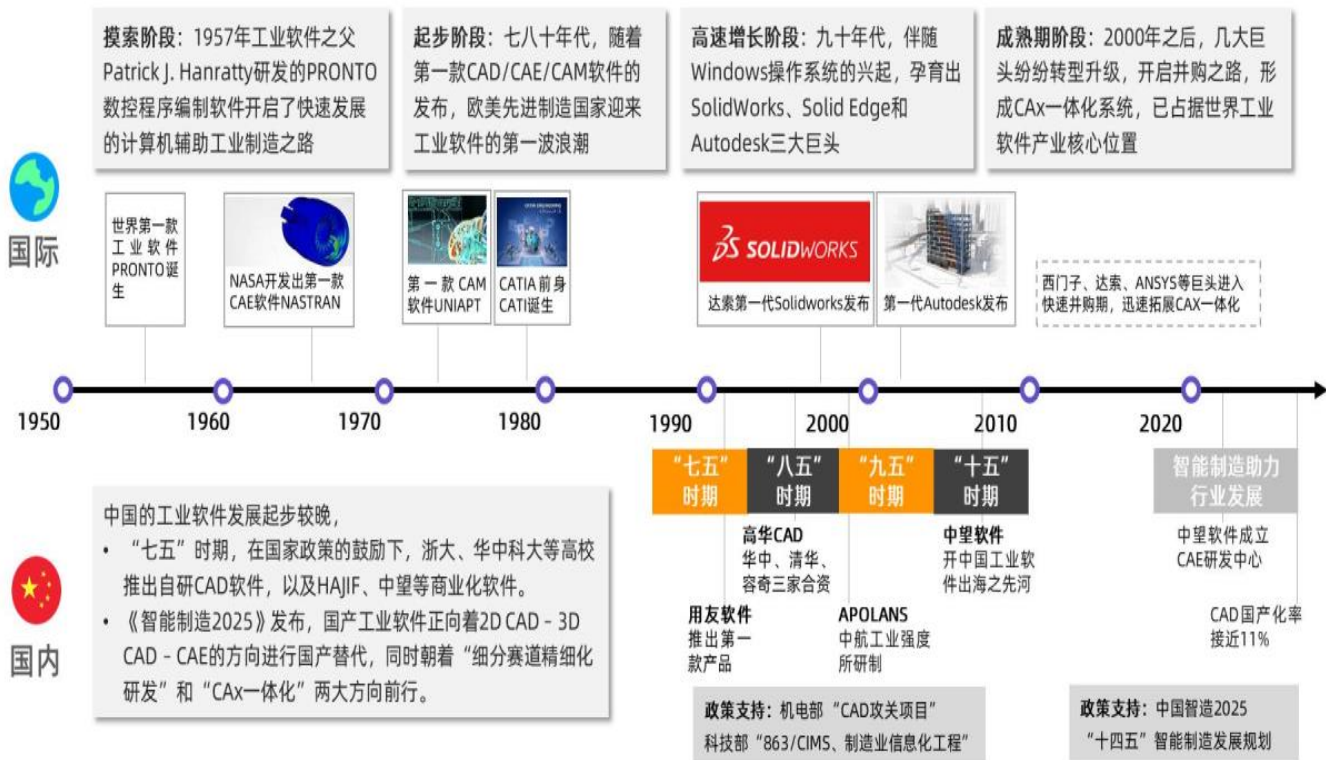 摸索阶段：1957年工业软件之父
Patrick J. Hanratty研发的PRONTO
数控程序编制软件开启了快速发展
的计算机辅助工业制造之路
起步阶段：七八十年代，随着
第一款CAD/CAE/CAM软件的
发布，欧美先进制造国家迎来
工业软件的第一波浪潮
高速增长阶段：九十年代，伴随
Windows操作系统的兴起，孕育出
SolidWorks、Solid Edge和
Autodesk三大巨头
成熟期阶段：2000年之后，几大巨
头纷纷转型升级，开启并购之路，形
成CAx一体化系统，已占据世界工业
软件产业核心位置
国际
世界第一款
工业软件
PRONTO诞
生
NASA开发出第一款
CAE软件NASTRAN
第一款CAM
软件UNIAPT
CATIA前身
CATI诞生
SOLIDWORKS
达索第一代Solidworks发布
第一代Autodesk发布
西门子、达索、ANSYS等巨头进入
快速并购期，迅速拓展CAX一体化
1950
1960
1970
1980
1990
2000
2010
2020
“七五”
时期
“八五”
时期
“九五”
时期
“十五”
时期
智能制造助力
行业发展
国内
中国的工业软件发展起步较晚，
• “七五”时期，在国家政策的鼓励下，浙大、华中科大等高校
推出自研CAD软件，以及HAJIF、中望等商业化软件。
• 《智能制造2025》发布，国产工业软件正向着2D CAD – 3D
CAD – CAE的方向进行国产替代，同时朝着“细分赛道精细化
研发”和“CAx一体化”两大方向前行。
用友软件
推出第一
款产品
高华CAD
华中、清华、
容奇三家合资
APOLANS
中航工业强度
所研制
中望软件
开中国工业软
件出海之先河
中望软件成立
CAE研发中心
CAD国产化率
接近11%
政策支持：机电部“CAD攻关项目”
科技部“863/CIMS、制造业信息化工程”
政策支持：中国智造2025
“十四五”智能制造发展规划